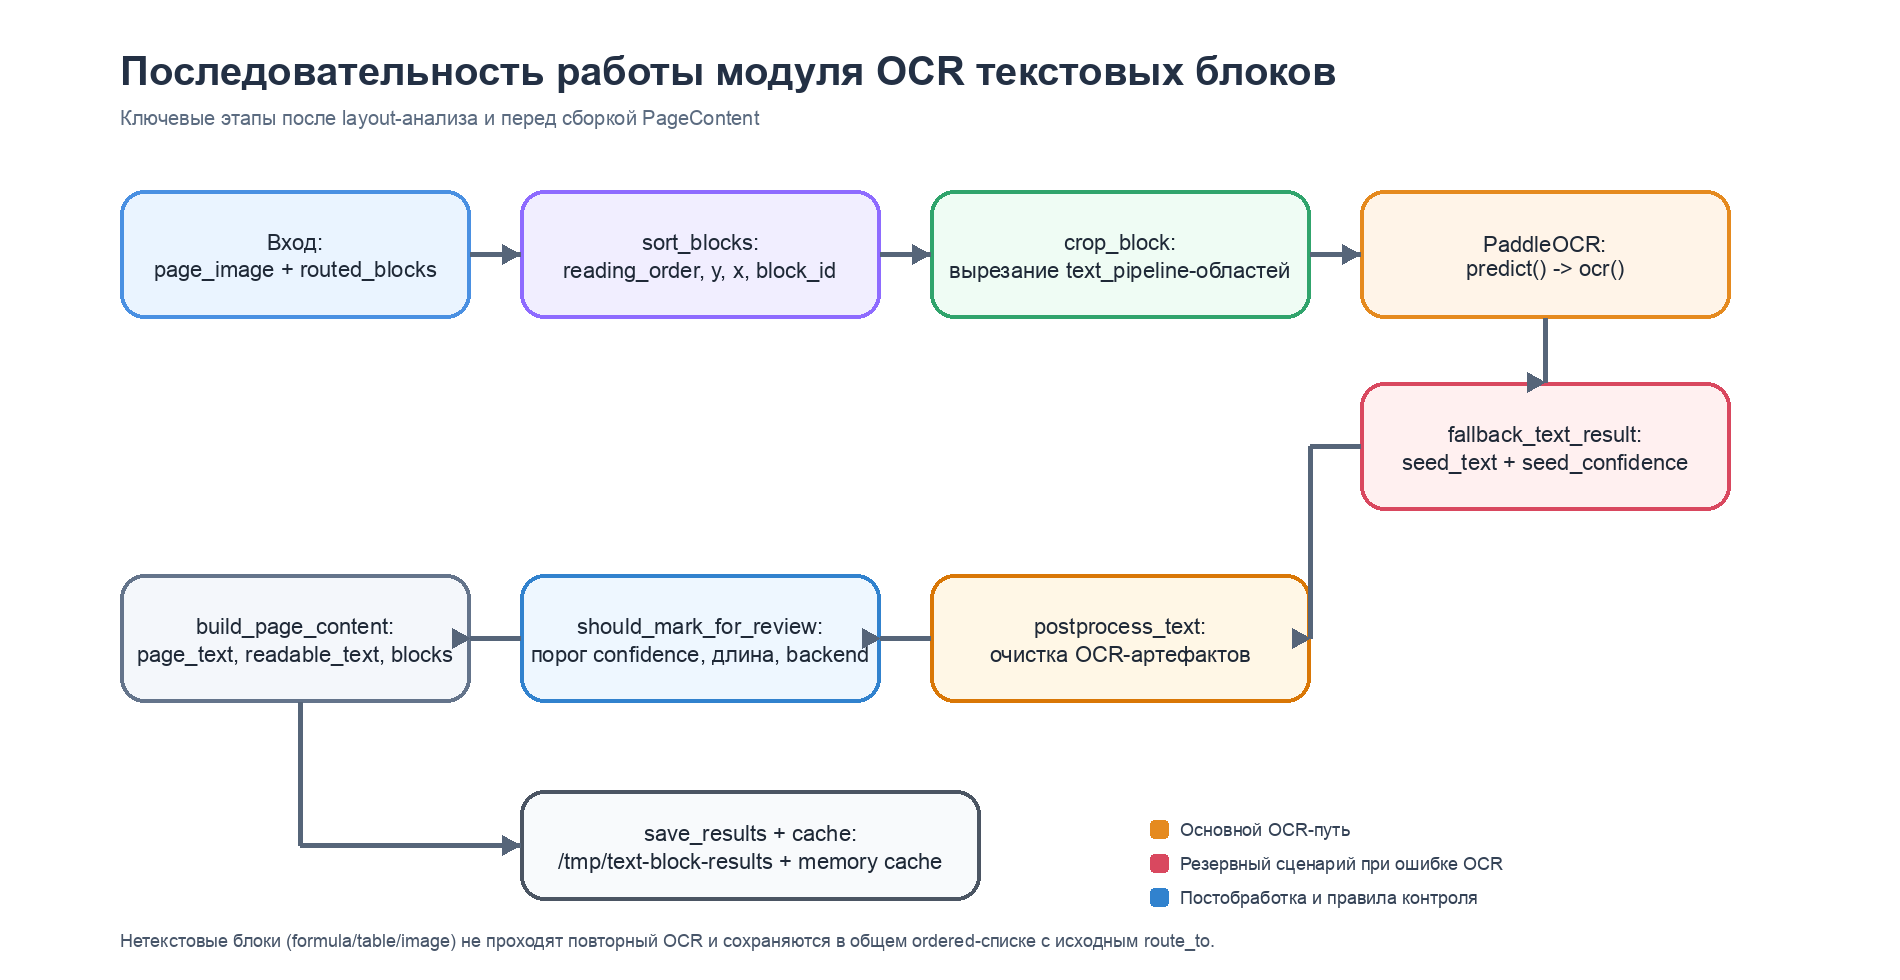 Последовательность работы модуля OCR текстовых блоков
Ключевые этапы после layout-анализа и перед сборкой PageContent
Вход:
page_image + routed_blocks
sort_blocks:
reading_order, y, x, block_id
crop_block:
вырезание text_pipeline-областей
PaddleOCR:
predict() -> ocr()
fallback_text_result:
seed_text + seed_confidence
postprocess_text:
очистка OCR-артефактов
should_mark_for_review:
порог confidence, длина, backend
build_page_content:
page_text, readable_text, blocks
save_results + cache:
/tmp/text-block-results + memory cache
Основной OCR-путь
Резервный сценарий при ошибке OCR
Постобработка и правила контроля
Нетекстовые блоки (formula/table/image) не проходят повторный OCR и сохраняются в общем ordered-списке с исходным route_to.